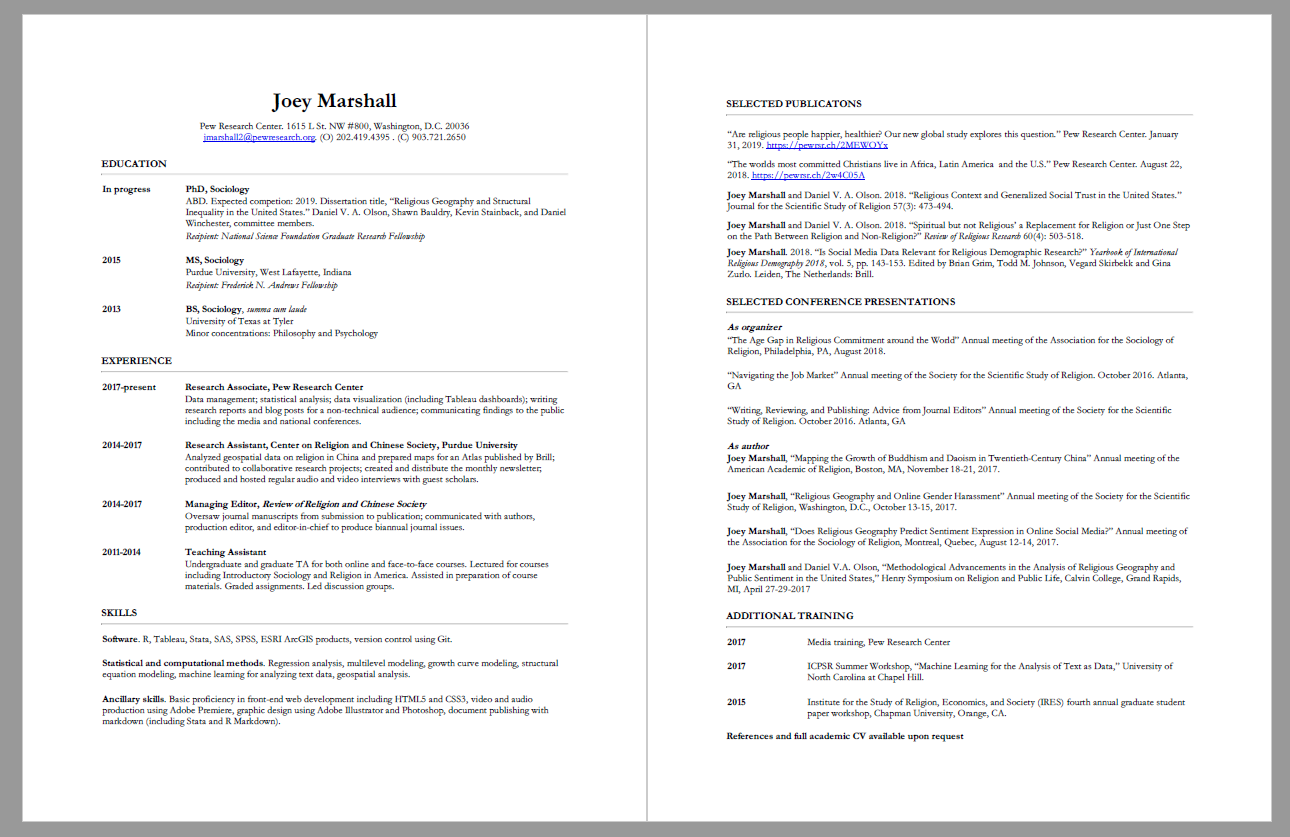 Joey Marshall
Pew Research Center. 1615 L St. NW #800, Washington, D.C. 20036
jmarshall2@pewresearch.org. (O) 202.419.4395 . (C) 903.721.2650
EDUCATION
In progress PhD, Sociology
ABD. Expected competion: 2019. Dissertation title, “Religious Geography and Structural
Inequality in the United States.” Daniel V. A. Olson, Shawn Bauldry, Kevin Stainback, and Daniel
Winchester, committee members.
Recipient: National Science Foundation Graduate Research Fellowship
2015 MS, Sociology
Purdue University, West Lafayette, Indiana
Recipient: Frederick N. Andrews Fellowship
2013 BS, Sociology, summa cum laude
University of Texas at Tyler
Minor concentrations: Philosophy and Psychology
EXPERIENCE
2017-present Research Associate, Pew Research Center
Data management; statistical analysis; data visualization (including Tableau dashboards); writing
research reports and blog posts for a non-technical audience; communicating findings to the public
including the media and national conferences.
2014-2017 Research Assistant, Center on Religion and Chinese Society, Purdue University
Analyzed geospatial data on religion in China and prepared maps for an Atlas published by Brill;
contributed to collaborative research projects; created and distribute the monthly newsletter;
produced and hosted regular audio and video interviews with guest scholars.
2014-2017 Managing Editor, Review of Religion and Chinese Society
Oversaw journal manuscripts from submission to publication; communicated with authors,
production editor, and editor-in-chief to produce biannual journal issues.
2011-2014 Teaching Assistant
Undergraduate and graduate TA for both online and face-to-face courses. Lectured for courses
including Introductory Sociology and Religion in America. Assisted in preparation of course
materials. Graded assignments. Led discussion groups.
SKILLS
Software. R, Tableau, Stata, SAS, SPSS, ESRI ArcGIS products, version control using Git.
Statistical and computational methods. Regression analysis, multilevel modeling, growth curve modeling, structural
equation modeling, machine learning for analyzing text data, geospatial analysis.
Ancillary skills. Basic proficiency in front-end web development including HTML5 and CSS3, video and audio
production using Adobe Premiere, graphic design using Adobe Illustrator and Photoshop, document publishing with
markdown (including Stata and R Markdown).
SELECTED PUBLICATONS
“Are religious people happier, healthier? Our new global study explores this question.” Pew Research Center. January
31, 2019. https://pewrsr.ch/2MEWOYx
“The worlds most committed Christians live in Africa, Latin America and the U.S.” Pew Research Center. August 22,
2018. https://pewrsr.ch/2w4C05A
Joey Marshall and Daniel V. A. Olson. 2018. “Religious Context and Generalized Social Trust in the United States.”
Journal for the Scientific Study of Religion 57(3): 473-494.
Joey Marshall and Daniel V. A. Olson. 2018. “Spiritual but not Religious’ a Replacement for Religion or Just One Step
on the Path Between Religion and Non-Religion?” Review of Religious Research 60(4): 503-518.
Joey Marshall. 2018. “Is Social Media Data Relevant for Religious Demographic Research?” Yearbook of International
Religious Demography 2018, vol. 5, pp. 143-153. Edited by Brian Grim, Todd M. Johnson, Vegard Skirbekk and Gina
Zurlo. Leiden, The Netherlands: Brill.
SELECTED CONFERENCE PRESENTATIONS
As organizer
“The Age Gap in Religious Commitment around the World” Annual meeting of the Association for the Sociology of
Religion, Philadelphia, PA, August 2018.
“Navigating the Job Market” Annual meeting of the Society for the Scientific Study of Religion. October 2016. Atlanta,
GA
“Writing, Reviewing, and Publishing: Advice from Journal Editors” Annual meeting of the Society for the Scientific
Study of Religion. October 2016. Atlanta, GA
As author
Joey Marshall, “Mapping the Growth of Buddhism and Daoism in Twentieth-Century China” Annual meeting of the
American Academy of Religion, Boston, MA, November 18-21, 2017.
Joey Marshall, “Religious Geography and Online Gender Harassment” Annual meeting of the Society for the Scientific
Study of Religion, Washington, D.C., October 13-15, 2017.
Joey Marshall, “Does Religious Geography Predict Sentiment Expression in Online Social Media?” Annual meeting of
the Association for the Sociology of Religion, Montreal, Quebec, August 12-14, 2017.
Joey Marshall and Daniel V.A. Olson, “Methodological Advancements in the Analysis of Religious Geography and
Public Sentiment in the United States,” Henry Symposium on Religion and Public Life, Calvin College, Grand Rapids,
MI, April 27-29-2017
ADDITIONAL TRAINING
2017 Media training, Pew Research Center
2017 ICPSR Summer Workshop, “Machine Learning for the Analysis of Text as Data,” University of
North Carolina at Chapel Hill.
2015 Institute for the Study of Religion, Economics, and Society (IRES) fourth annual graduate student
paper workshop, Chapman University, Orange, CA.
References and full academic CV available upon request